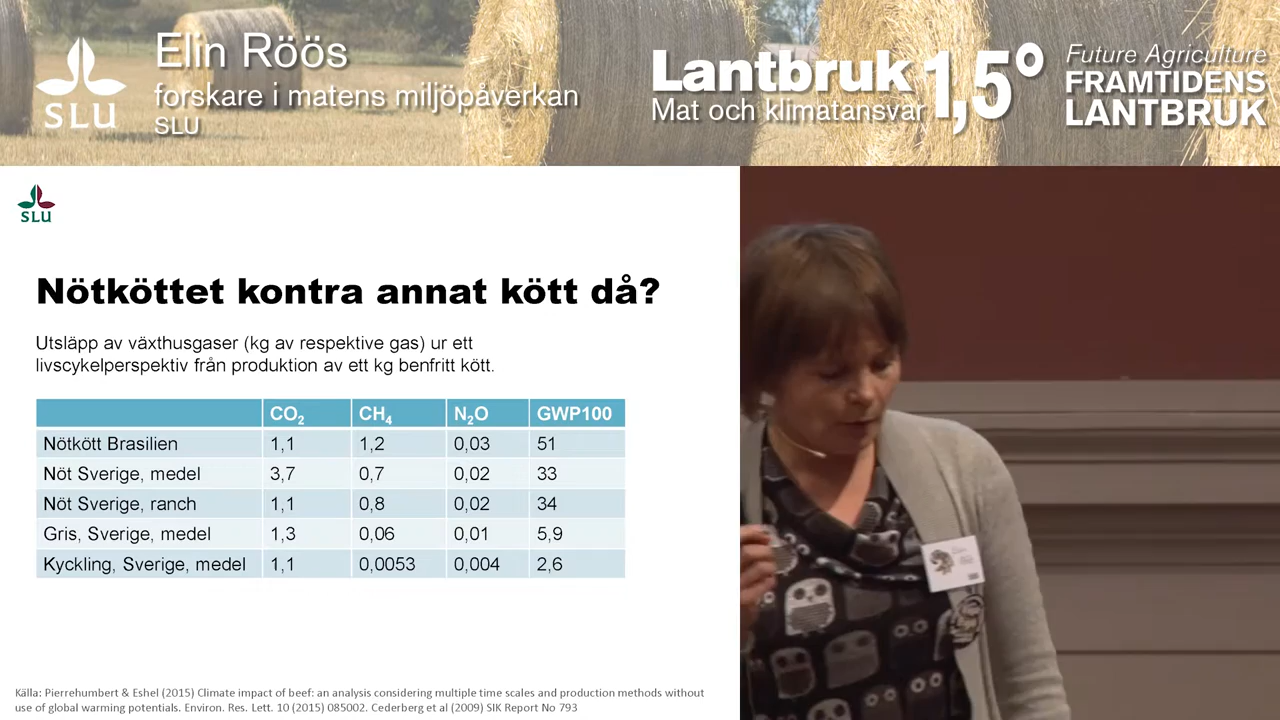 Elin Röös
forskare i matens miljöpåverkan
SLU
SLU
Lantbruk 1,5°
Mat och klimatansvar
Future Agriculture
FRAMTIDENS
LANTBRUK
SLU
Nötköttet kontra annat kött då?
Utsläpp av växthusgaser (kg av respektive gas) ur ett
livscykelperspektiv från produktion av ett kg benfritt kött.
CO₂ CH₄ N₂O GWP100
Nötkött Brasilien 1,1 1,2 0,03 51
Nöt Sverige, medel 3,7 0,7 0,02 33
Nöt Sverige, ranch 1,1 0,8 0,02 34
Gris, Sverige, medel 1,3 0,06 0,01 5,9
Kyckling, Sverige, medel 1,1 0,0053 0,004 2,6
Källa: Pierrehumbert & Eshel (2015) Climate impact of beef: an analysis considering multiple time scales and production methods without
use of global warming potentials. Environ. Res. Lett. 10 (2015) 085002. Cederberg et al (2009) SIK Report No 793